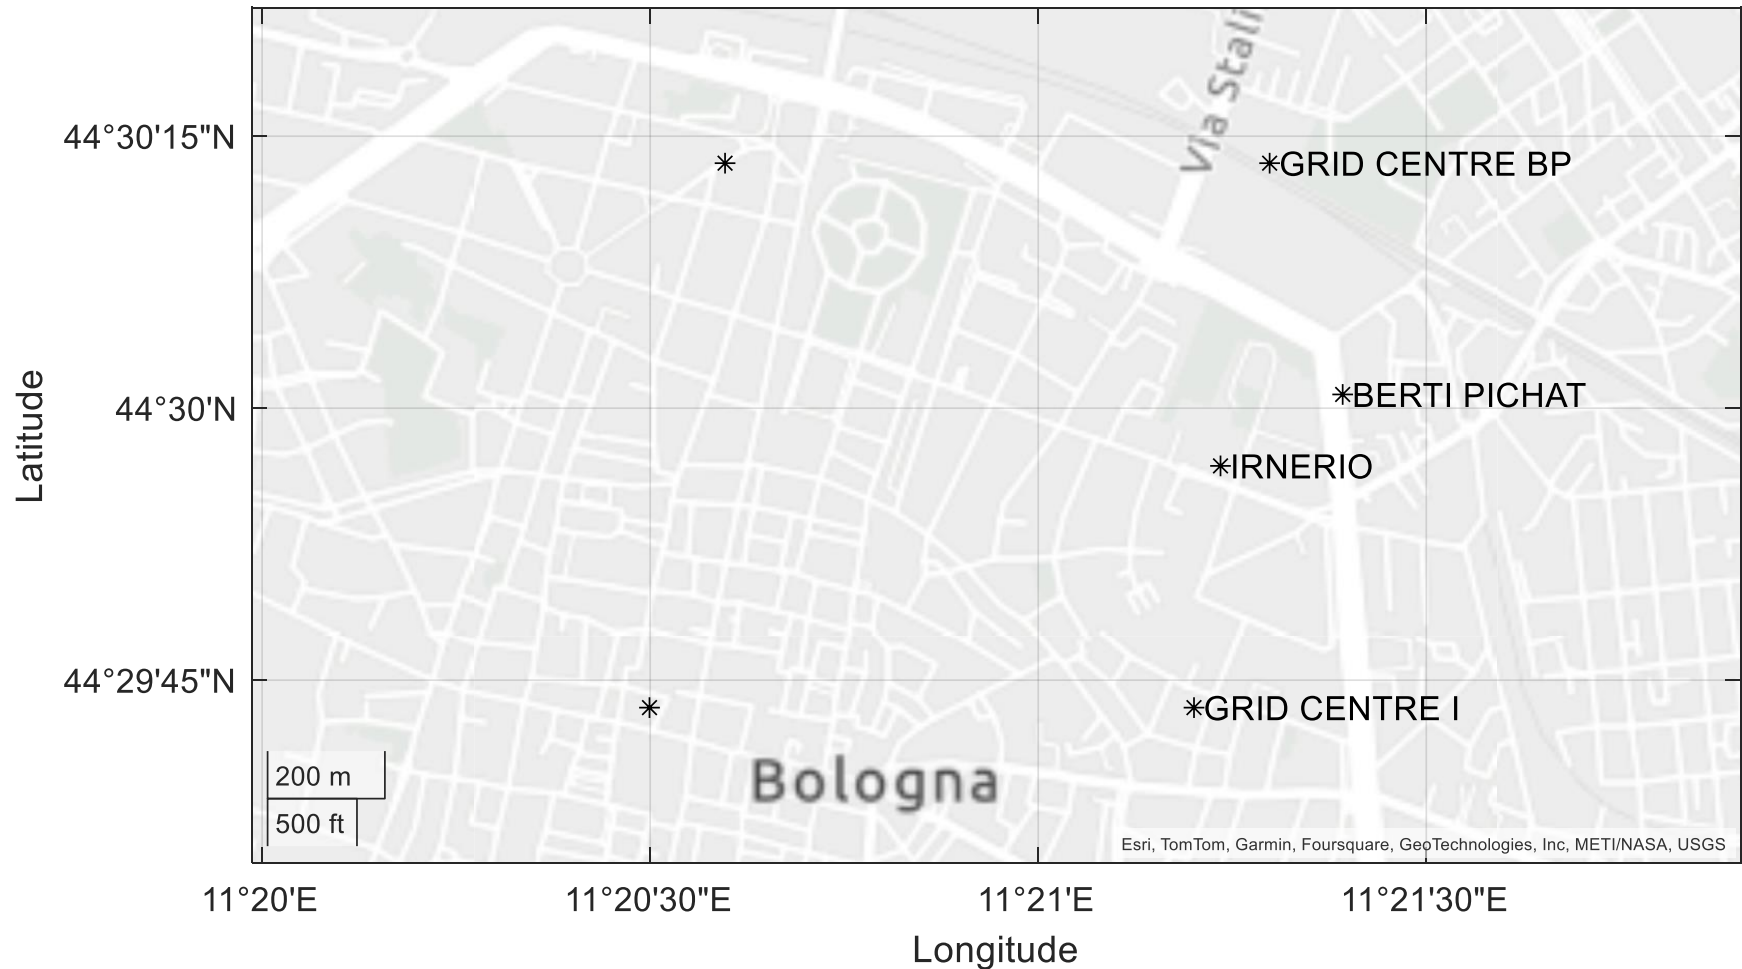 Via Stali
44°30'15"N
GRID CENTRE BP
44°30'N
BERTI PICHAT
IRNERIO
Latitude
44°29'45"N
GRID CENTRE I
Bologna
200 m
500 ft
Esri, TomTom, Garmin, Foursquare, GeoTechnologies, Inc, METI/NASA, USGS
11°20'E
11°20'30"E
11°21'E
11°21'30"E
Longitude